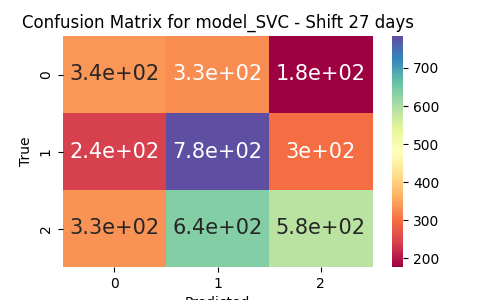 Confusion Matrix for model_SVC - Shift 27 days
0 3.4e+02 3.3e+02 1.8e+02
1 2.4e+02 7.8e+02 3e+02
2 3.3e+02 6.4e+02 5.8e+02
0 1 2
True
Predicted
700
600
500
400
300
200